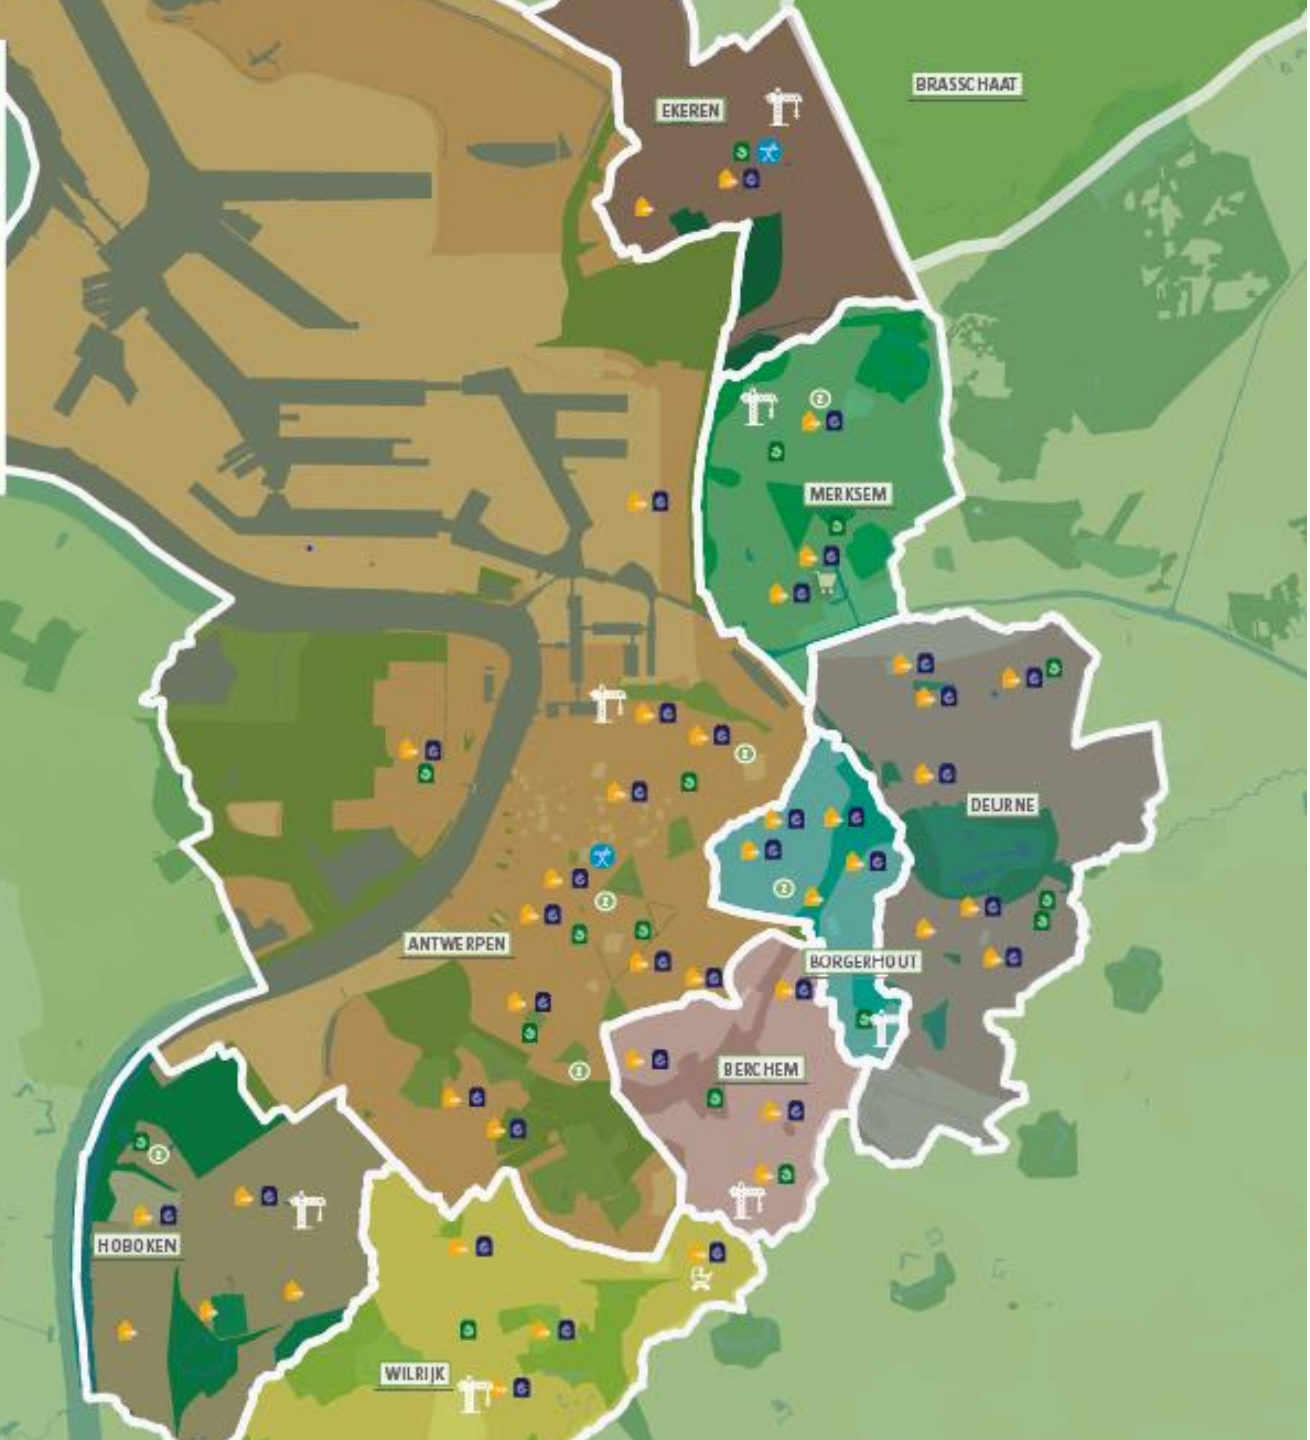 BRASSCHAAT
EKEREN
MERKSEM
DEURNE
ANTWERPEN
BORGERHOUT
BERCHEM
HOBOKEN
WILRIJK